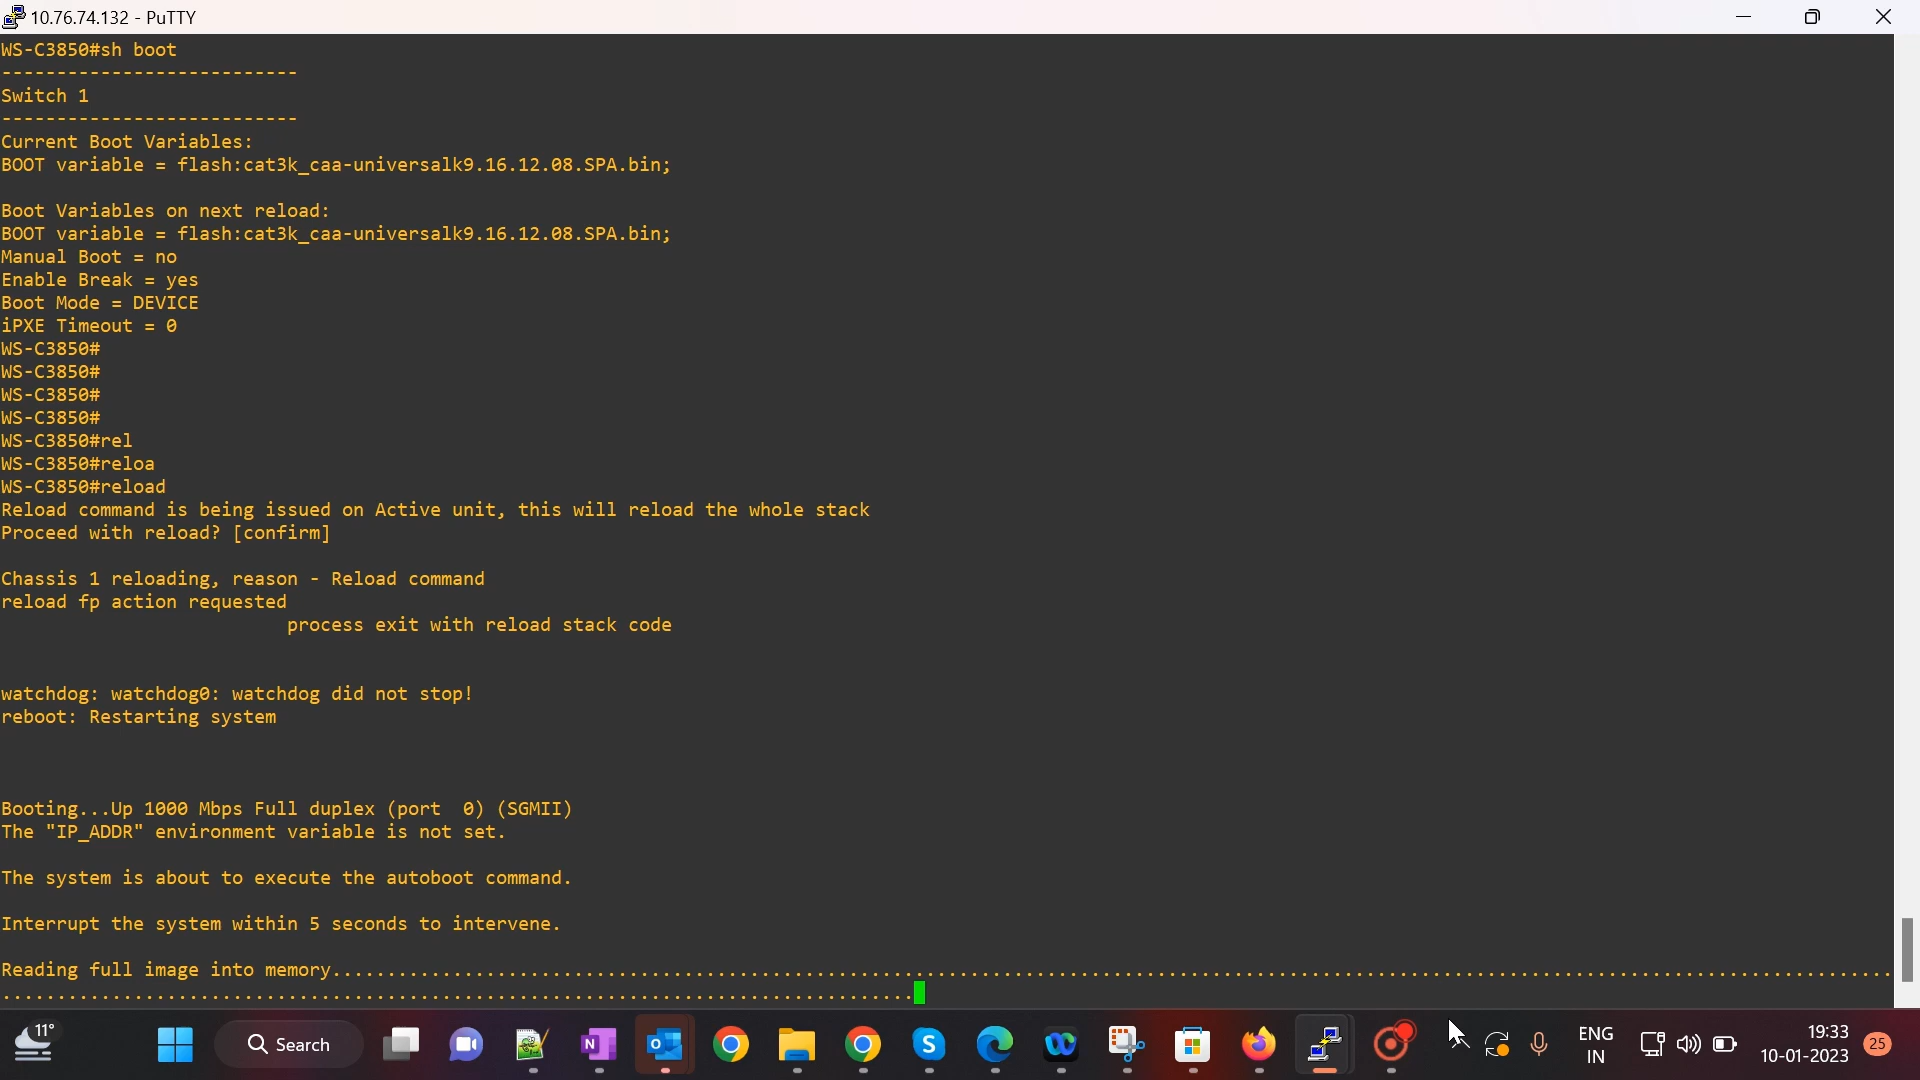 10.76.74.132 - PuTTY
WS-C3850#sh boot
---------------------------
Switch 1
---------------------------
Current Boot Variables:
BOOT variable = flash:cat3k_caa-universalk9.16.12.08.SPA.bin;
Boot Variables on next reload:
BOOT variable = flash:cat3k_caa-universalk9.16.12.08.SPA.bin;
Manual Boot = no
Enable Break = yes
Boot Mode = DEVICE
iPXE Timeout = 0
WS-C3850#
WS-C3850#
WS-C3850#
WS-C3850#
WS-C3850#rel
WS-C3850#reloa
WS-C3850#reload
Reload command is being issued on Active unit, this will reload the whole stack
Proceed with reload? [confirm]
Chassis 1 reloading, reason - Reload command
reload fp action requested
process exit with reload stack code
watchdog: watchdog0: watchdog did not stop!
reboot: Restarting system
Booting...Up 1000 Mbps Full duplex (port  0) (SGMII)
The "IP_ADDR" environment variable is not set.
The system is about to execute the autoboot command.
Interrupt the system within 5 seconds to intervene.
Reading full image into memory..............................................................................................................................................
...................................................................................
11°
Search
ENG
IN
19:33
10-01-2023
25